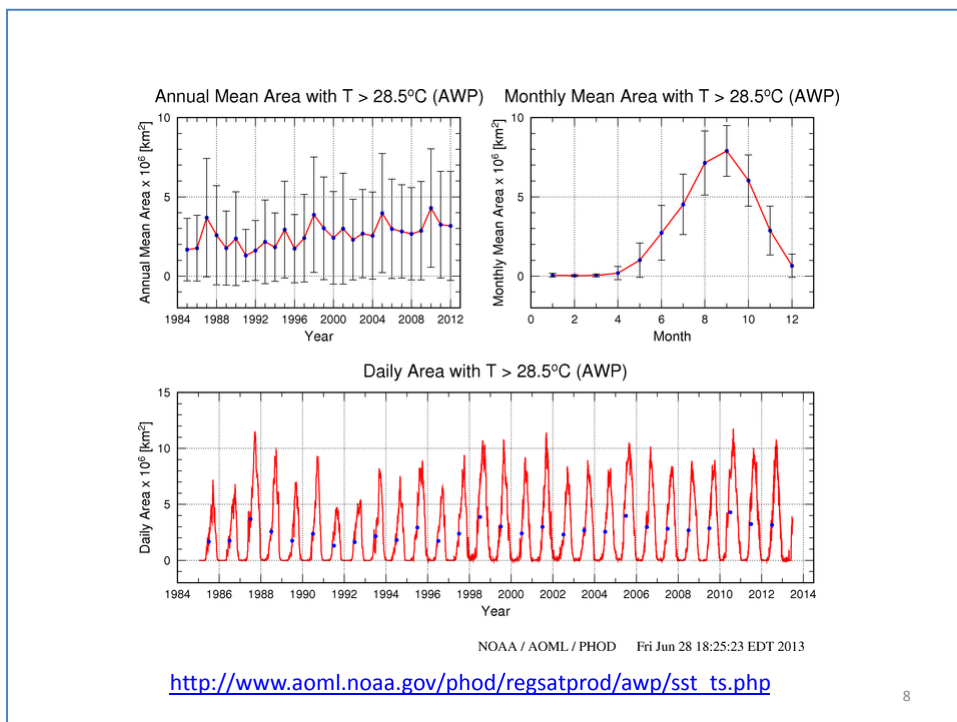 Annual Mean Area with T > 28.5ºC (AWP)
Annual Mean Area x 10⁶ [km²]
10
5
0
1984 1988 1992 1996 2000 2004 2008 2012
Year
Monthly Mean Area with T > 28.5ºC (AWP)
Monthly Mean Area x 10⁶ [km²]
10
5
0
0 2 4 6 8 10 12
Month
Daily Area with T > 28.5ºC (AWP)
Daily Area x 10⁶ [km²]
15
10
5
0
1984 1986 1988 1990 1992 1994 1996 1998 2000 2002 2004 2006 2008 2010 2012 2014
Year
NOAA / AOML / PHOD Fri Jun 28 18:25:23 EDT 2013
http://www.aoml.noaa.gov/phod/regsatprod/awp/sst_ts.php
8